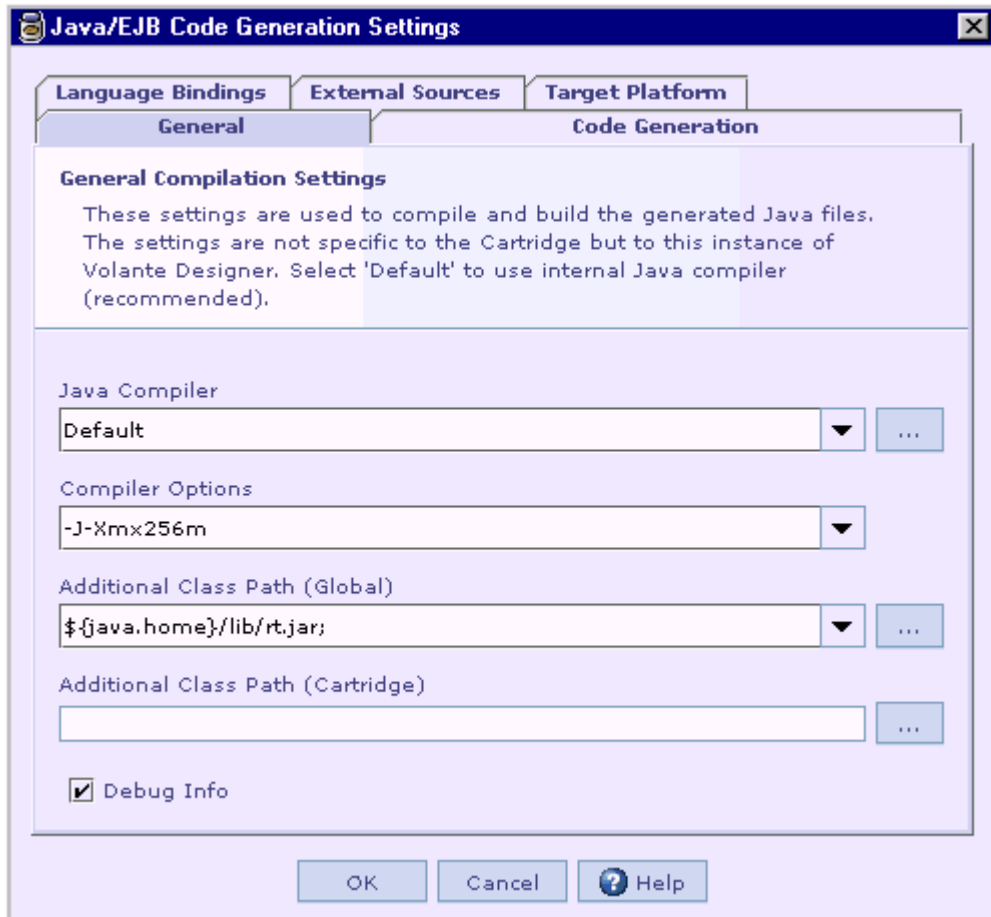 Java/EJB Code Generation Settings
Language Bindings
External Sources
Target Platform
General
Code Generation
General Compilation Settings
These settings are used to compile and build the generated Java files.
The settings are not specific to the Cartridge but to this instance of
Volante Designer. Select 'Default' to use internal Java compiler
(recommended).
Java Compiler
Default
...
Compiler Options
-J-Xmx256m
Additional Class Path (Global)
${java.home}/lib/rt.jar;
...
Additional Class Path (Cartridge)
...
Debug Info
OK
Cancel
Help